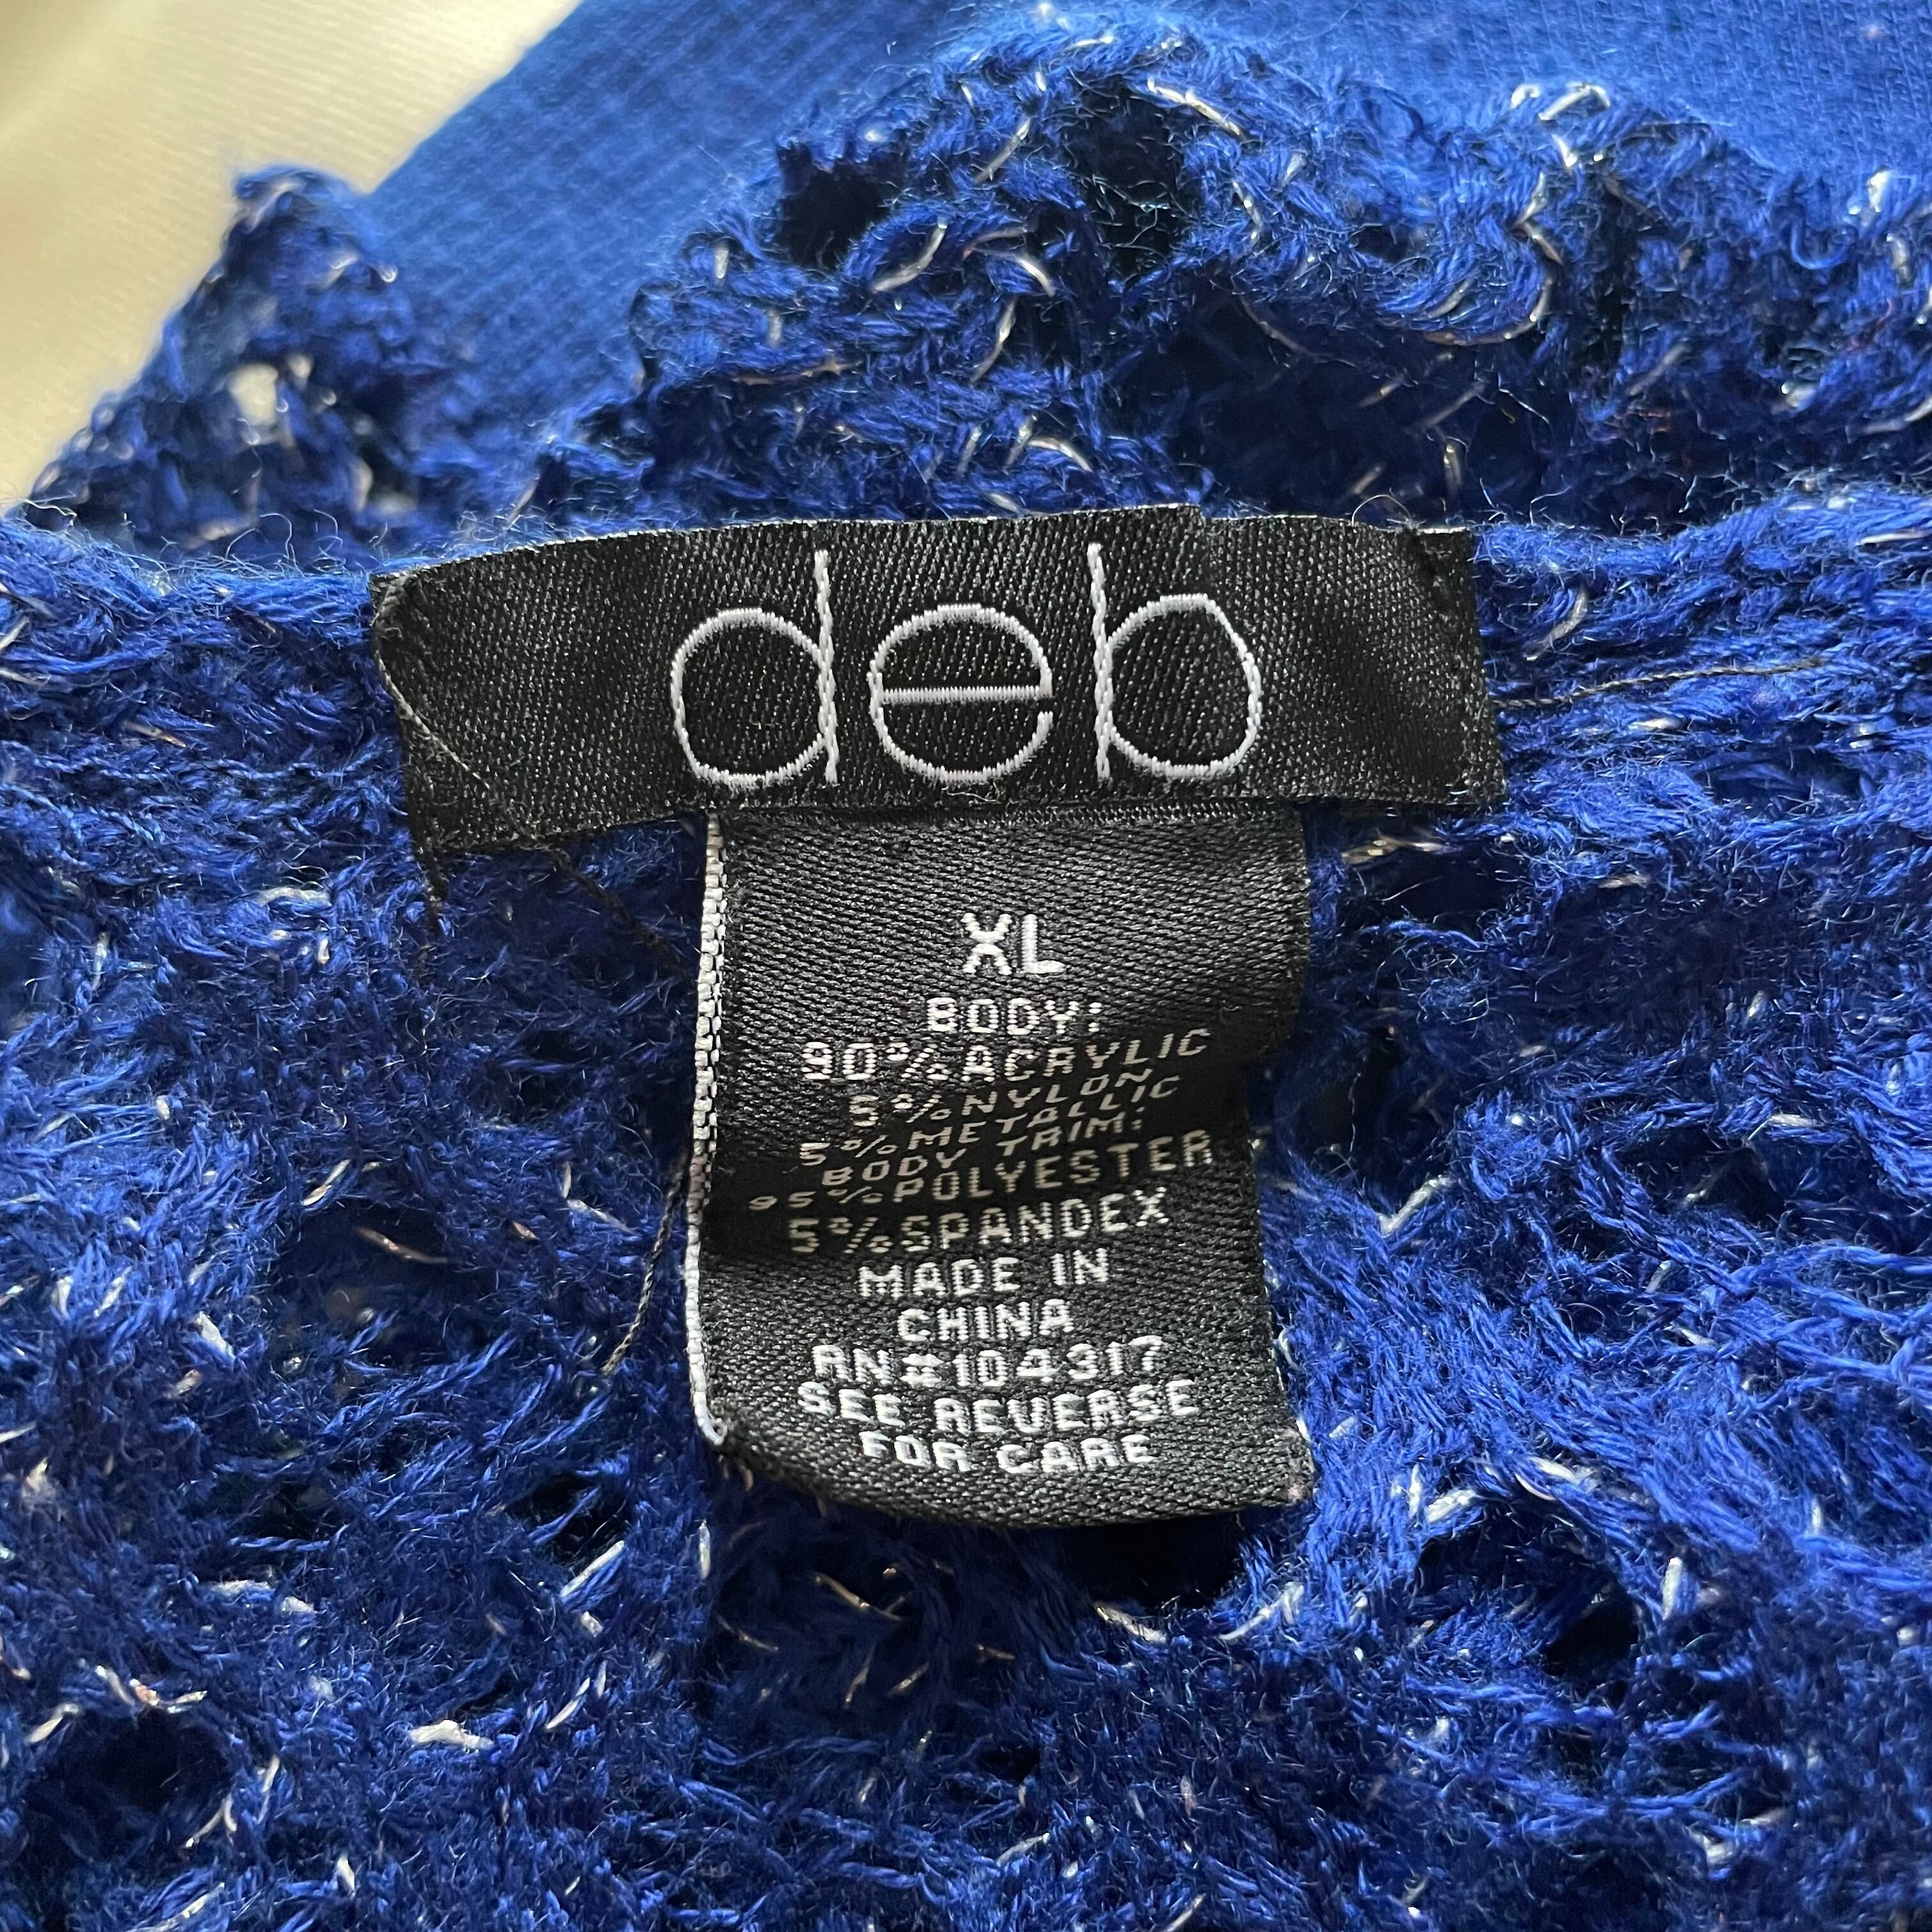 deb
XL
BODY:
90%ACRYLIC
5%NYLON
5%METALLIC
BODY TRIM:
95%POLYESTER
5%SPANDEX
MADE IN
CHINA
RN#104317
SEE REVERSE
FOR CARE